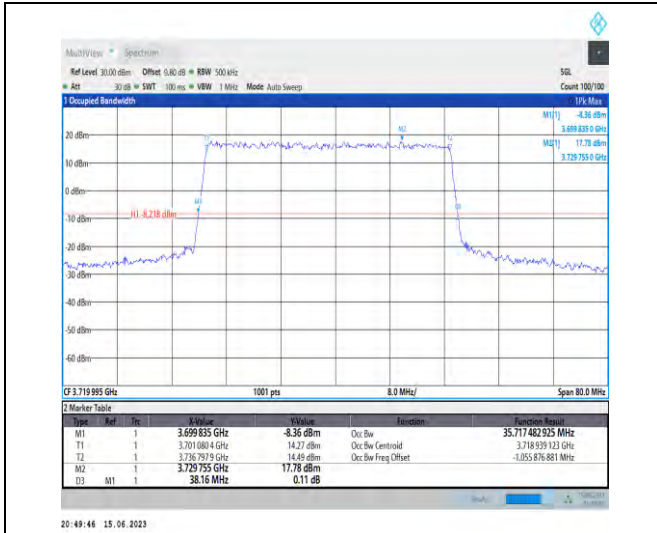 MultiView Spectrum
Ref Level 30.00 dBm Offset 9.80 dB RBW 500 kHz SGL
Att 30 dB SWT 100 ms VBW 1 MHz Mode Auto Sweep Count 100/100
1 Occupied Bandwidth 1Pk Max
M1[1] -8.36 dBm
3.699 835 0 GHz
M2[1] 17.78 dBm
3.729 755 0 GHz
20 dBm
T1
M2
T2
10 dBm
0 dBm
M1
D3
-10 dBm
H1 -8.218 dBm
-20 dBm
-30 dBm
-40 dBm
-50 dBm
-60 dBm
CF 3.719 995 GHz 1001 pts 8.0 MHz/ Span 80.0 MHz
2 Marker Table
Type Ref Trc X-Value Y-Value Function Function Result
M1 1 3.699 835 GHz -8.36 dBm Occ Bw 35.717 482 925 MHz
T1 1 3.701 080 4 GHz 14.27 dBm Occ Bw Centroid 3.718 939 123 GHz
T2 1 3.736 797 9 GHz 14.49 dBm Occ Bw Freq Offset -1.055 876 881 MHz
M2 1 3.729 755 GHz 17.78 dBm
D3 M1 1 38.16 MHz 0.11 dB
20:49:46 15.06.2023